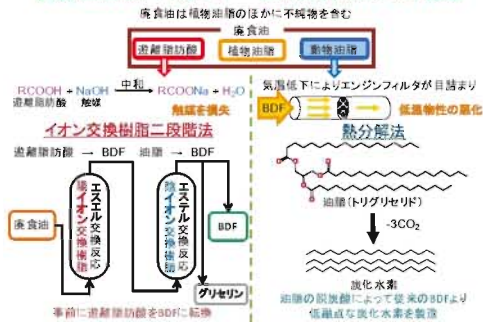 廃食油は植物油脂のほかに不純物を含む
廃食油
遊離脂肪酸
植物油脂
動物油脂
RCOOH + NaOH 中和 RCOONa + H₂O
遊離脂肪酸 触媒
触媒を損失
イオン交換樹脂二段階法
遊離脂肪酸 → BDF 油脂 → BDF
廃食油
陽イオン交換樹脂
エステル交換反応
陰イオン交換樹脂
エステル交換反応
BDF
グリセリン
事前に遊離脂肪酸をBDFに転換
気温低下によりエンジンフィルタが目詰まり
BDF
低温物性の悪化
熱分解法
油脂(トリグリセリド)
-3CO₂
炭化水素
油脂の脱炭酸によって従来のBDFより
低融点な炭化水素を製造